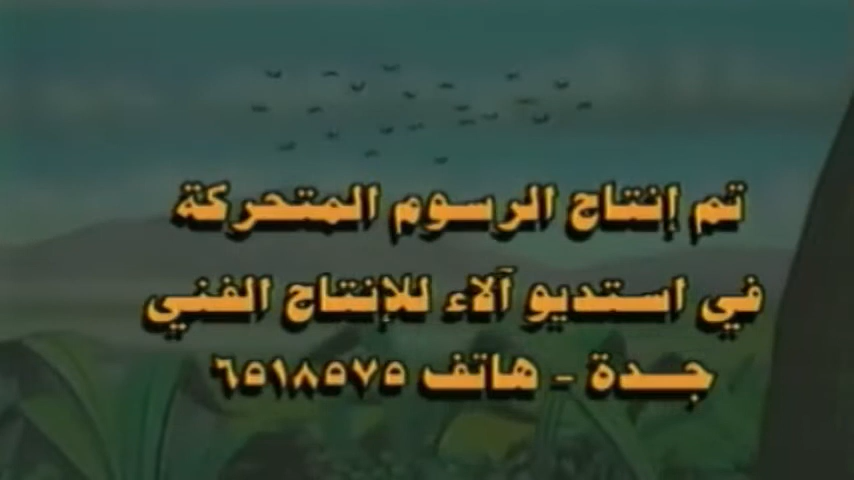 تم إنتاج الرسوم المتحركة
في استديو آلاء للإنتاج الفني
جدة - هاتف ٦٥١٨٥٧٥